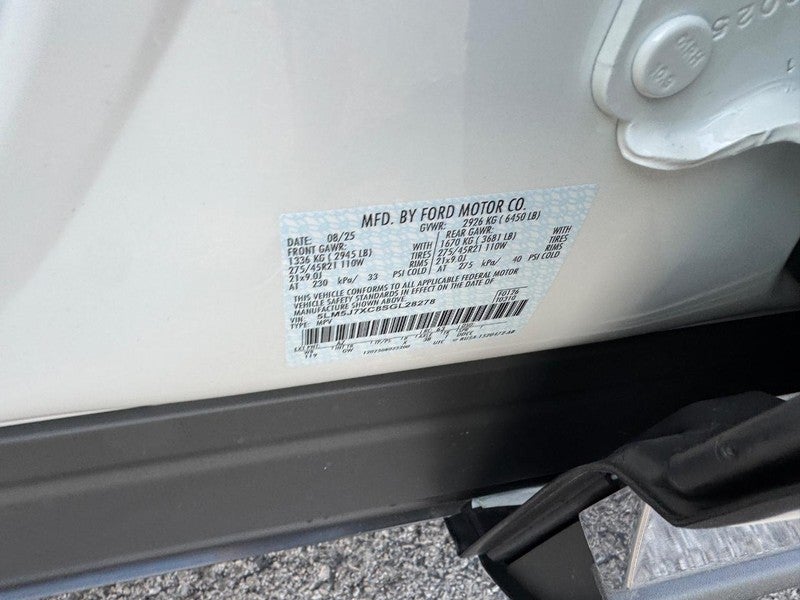 MFD. BY FORD MOTOR CO.
DATE: 08/25 GVWR: 2926 KG ( 6450 LB)
FRONT GAWR: REAR GAWR:
1336 KG ( 2945 LB) WITH 1670 KG ( 3681 LB) WITH
275/45R21 110W TIRES 275/45R21 110W TIRES
21x9.0J RIMS 21x9.0J RIMS
AT 230 kPa/ 33 PSI COLD AT 275 kPa/ 40 PSI COLD
THIS VEHICLE CONFORMS TO ALL APPLICABLE FEDERAL MOTOR
VEHICLE SAFETY STANDARDS IN EFFECT ON THE DATE OF
MANUFACTURE SHOWN ABOVE.
VIN: 5LM5J7XC8SGL28278
TYPE: MPV
119
UTC